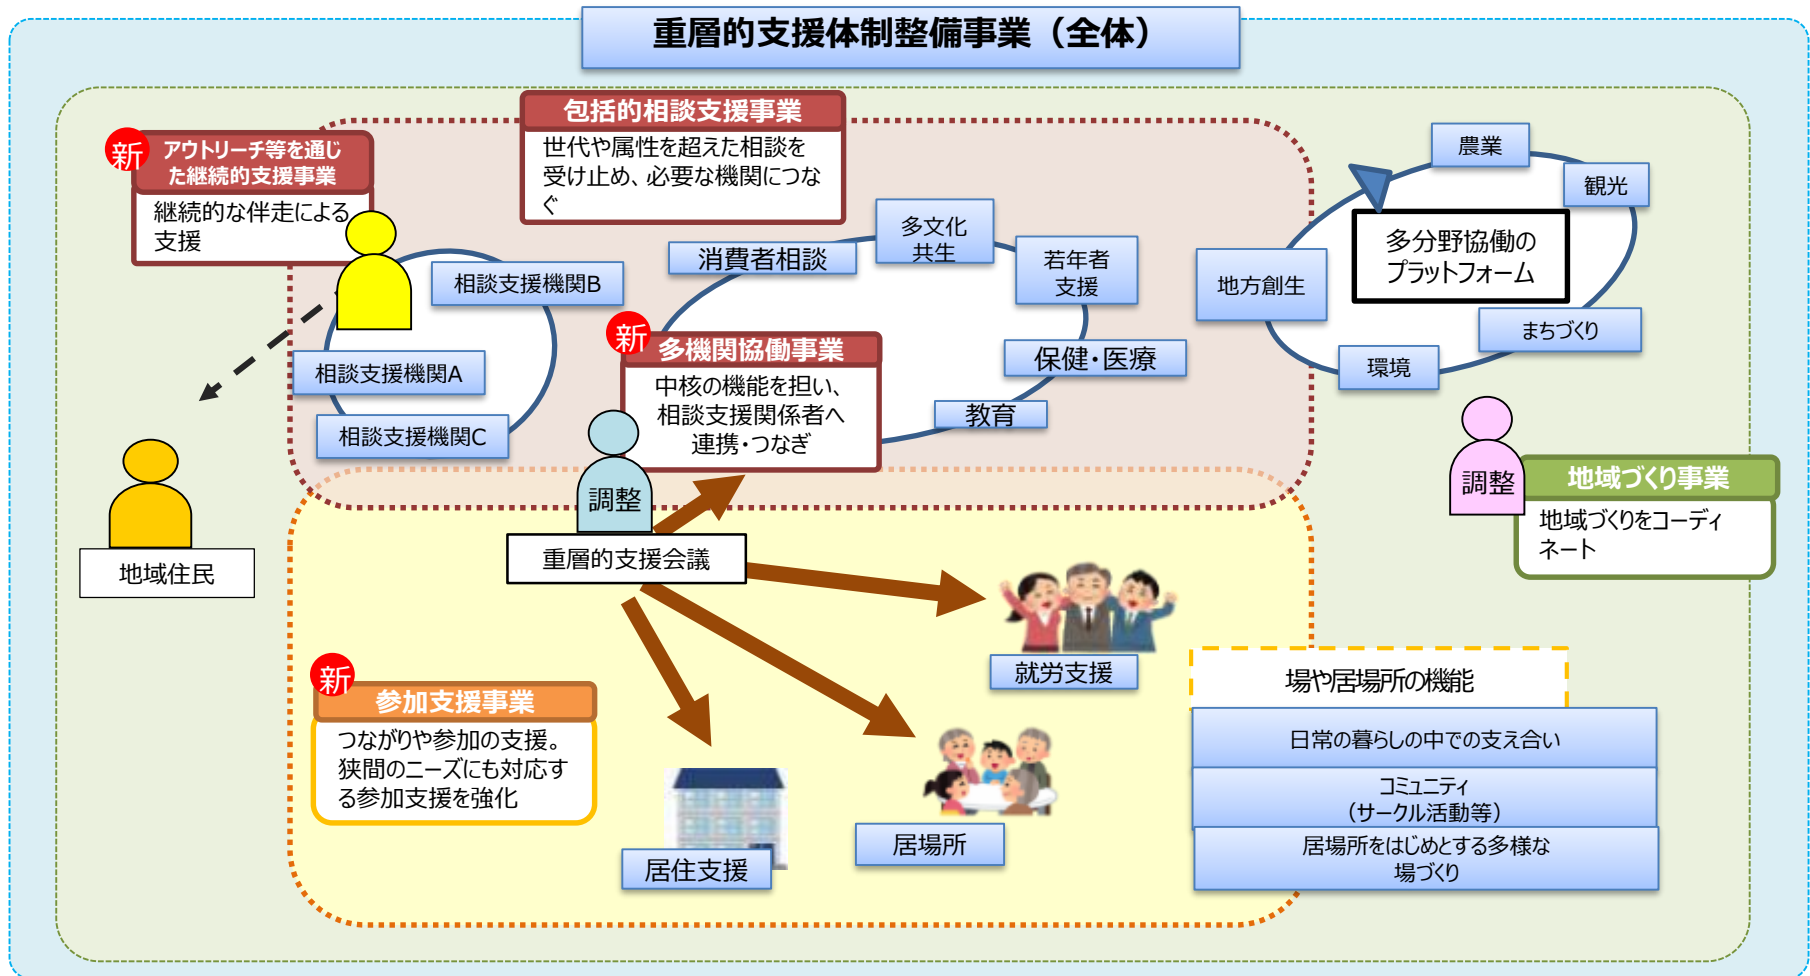 重層的支援体制整備事業（全体）
包括的相談支援事業
世代や属性を超えた相談を
受け止め、必要な機関につな
ぐ
新
アウトリーチ等を通じ
た継続的支援事業
継続的な伴走による
支援
相談支援機関B
相談支援機関A
相談支援機関C
地域住民
消費者相談
多文化
共生
若年者
支援
保健・医療
教育
新
多機関協働事業
中核の機能を担い、
相談支援関係者へ
連携・つなぎ
調整
重層的支援会議
農業
観光
多分野協働の
プラットフォーム
地方創生
まちづくり
環境
調整
地域づくり事業
地域づくりをコーディ
ネート
新
参加支援事業
つながりや参加の支援。
狭間のニーズにも対応す
る参加支援を強化
就労支援
居場所
居住支援
場や居場所の機能
日常の暮らしの中での支え合い
コミュニティ
（サークル活動等）
居場所をはじめとする多様な
場づくり